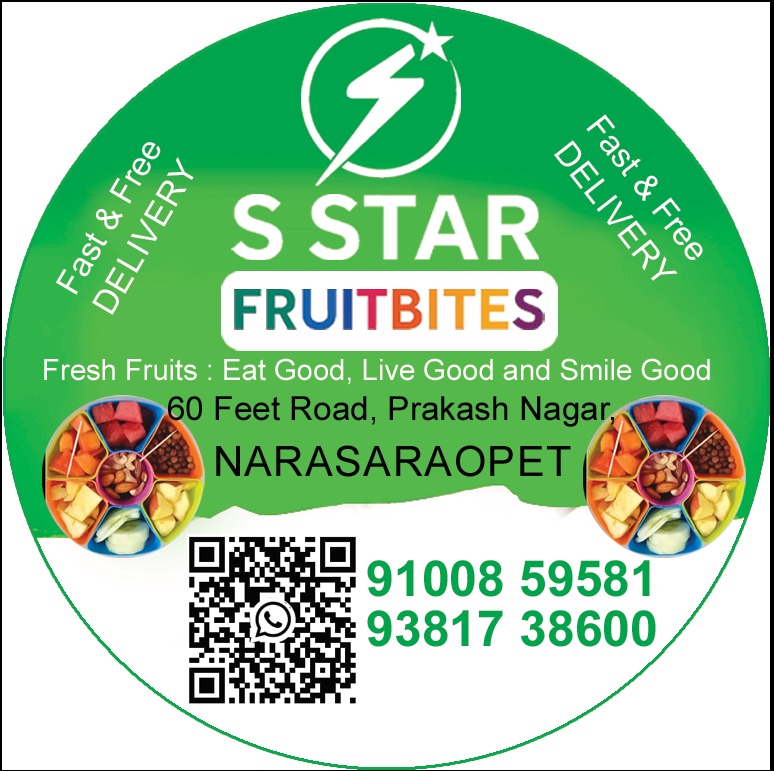 Fast & Free
DELIVERY
Fast & Free
DELIVERY
S STAR
FRUITBITES
Fresh Fruits : Eat Good, Live Good and Smile Good
60 Feet Road, Prakash Nagar,
NARASARAOPET
91008 59581
93817 38600